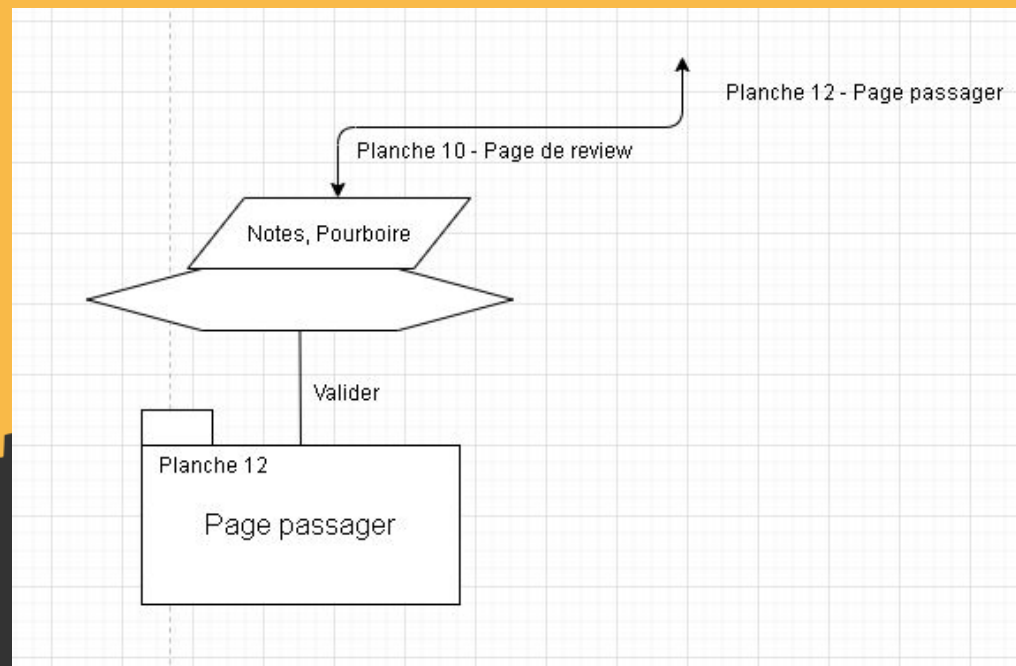 Planche 12 - Page passager
Planche 10 - Page de review
Notes, Pourboire
Valider
Planche 12
Page passager